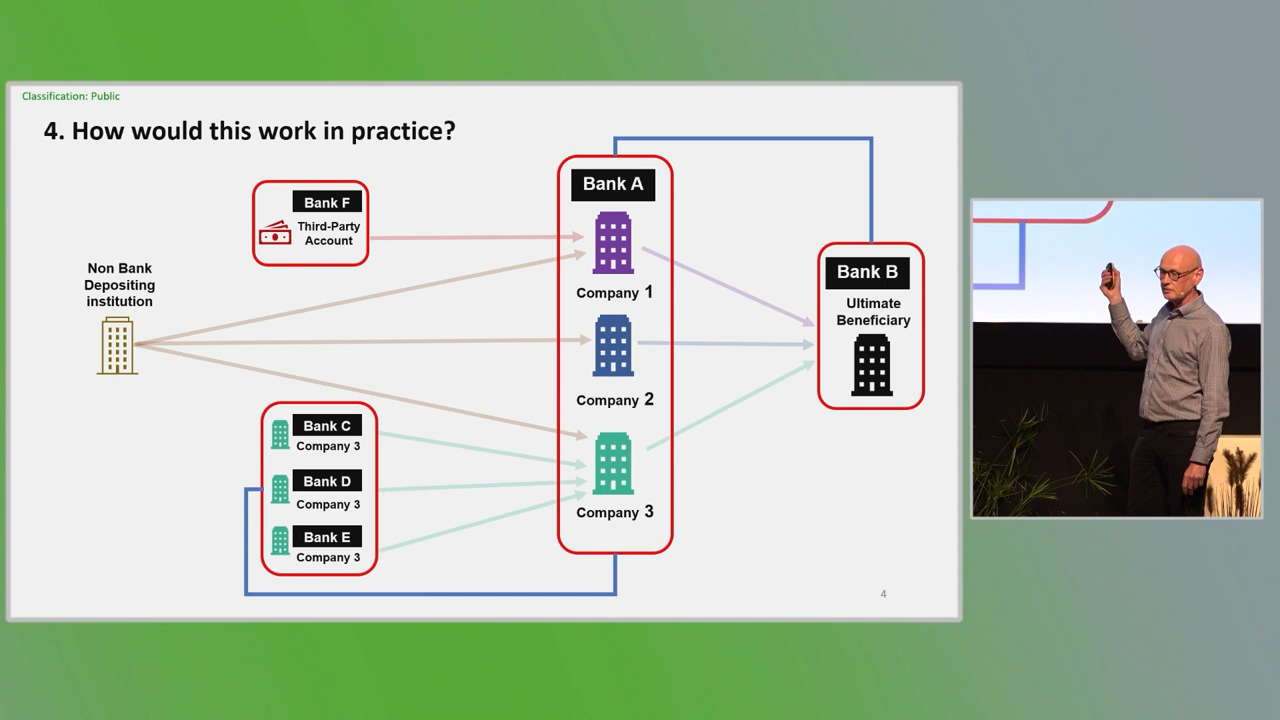 Classification: Public
4. How would this work in practice?
Bank F
Third-Party
Account
Non Bank
Depositing
institution
Bank C
Company 3
Bank D
Company 3
Bank E
Company 3
Bank A
Company 1
Company 2
Company 3
Bank B
Ultimate
Beneficiary
4